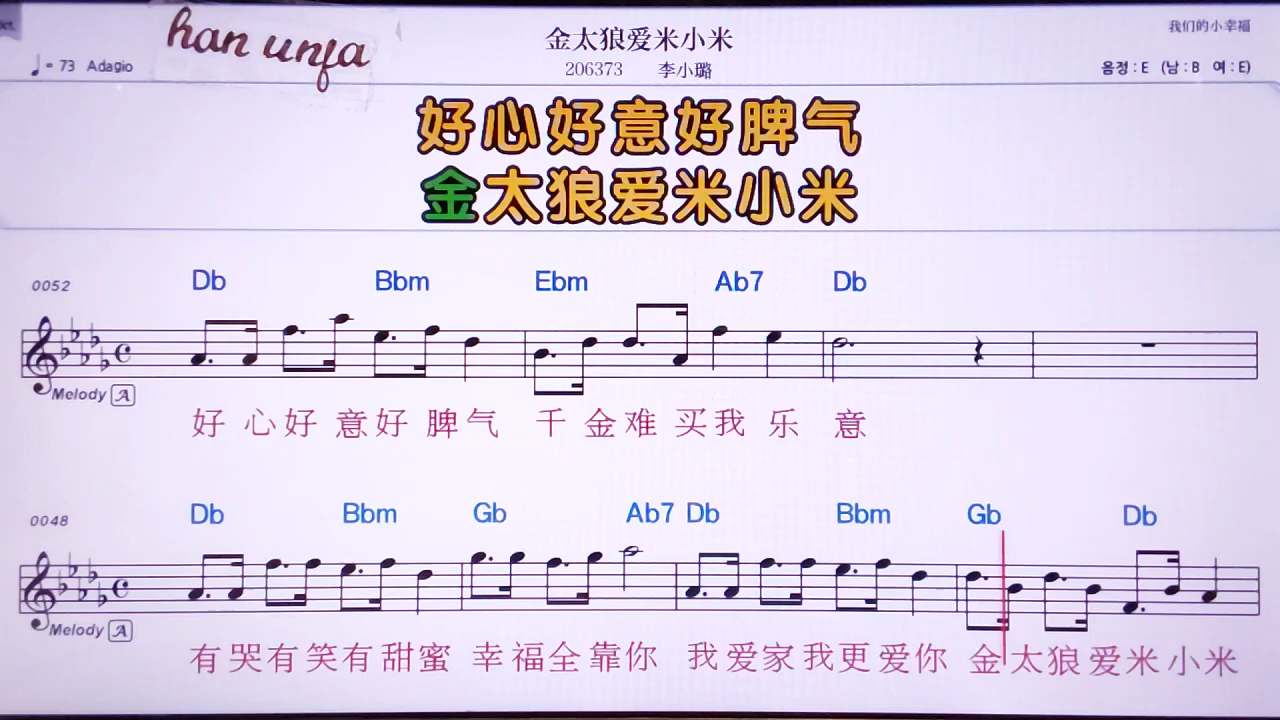 han unfa
♩= 73 Adagio
金太狼爱米小米
206373 李小璐
我们的小幸福
음정 : E (남 : B 여 : E)
好心好意好脾气
金太狼爱米小米
0052
Db Bbm Ebm Ab7 Db
Melody A
好 心 好 意 好 脾 气 千 金 难 买 我 乐 意
0048
Db Bbm Gb Ab7 Db Bbm Gb Db
Melody A
有 哭 有 笑 有 甜 蜜 幸 福 全 靠 你 我 爱 家 我 更 爱 你 金 太 狼 爱 米 小 米